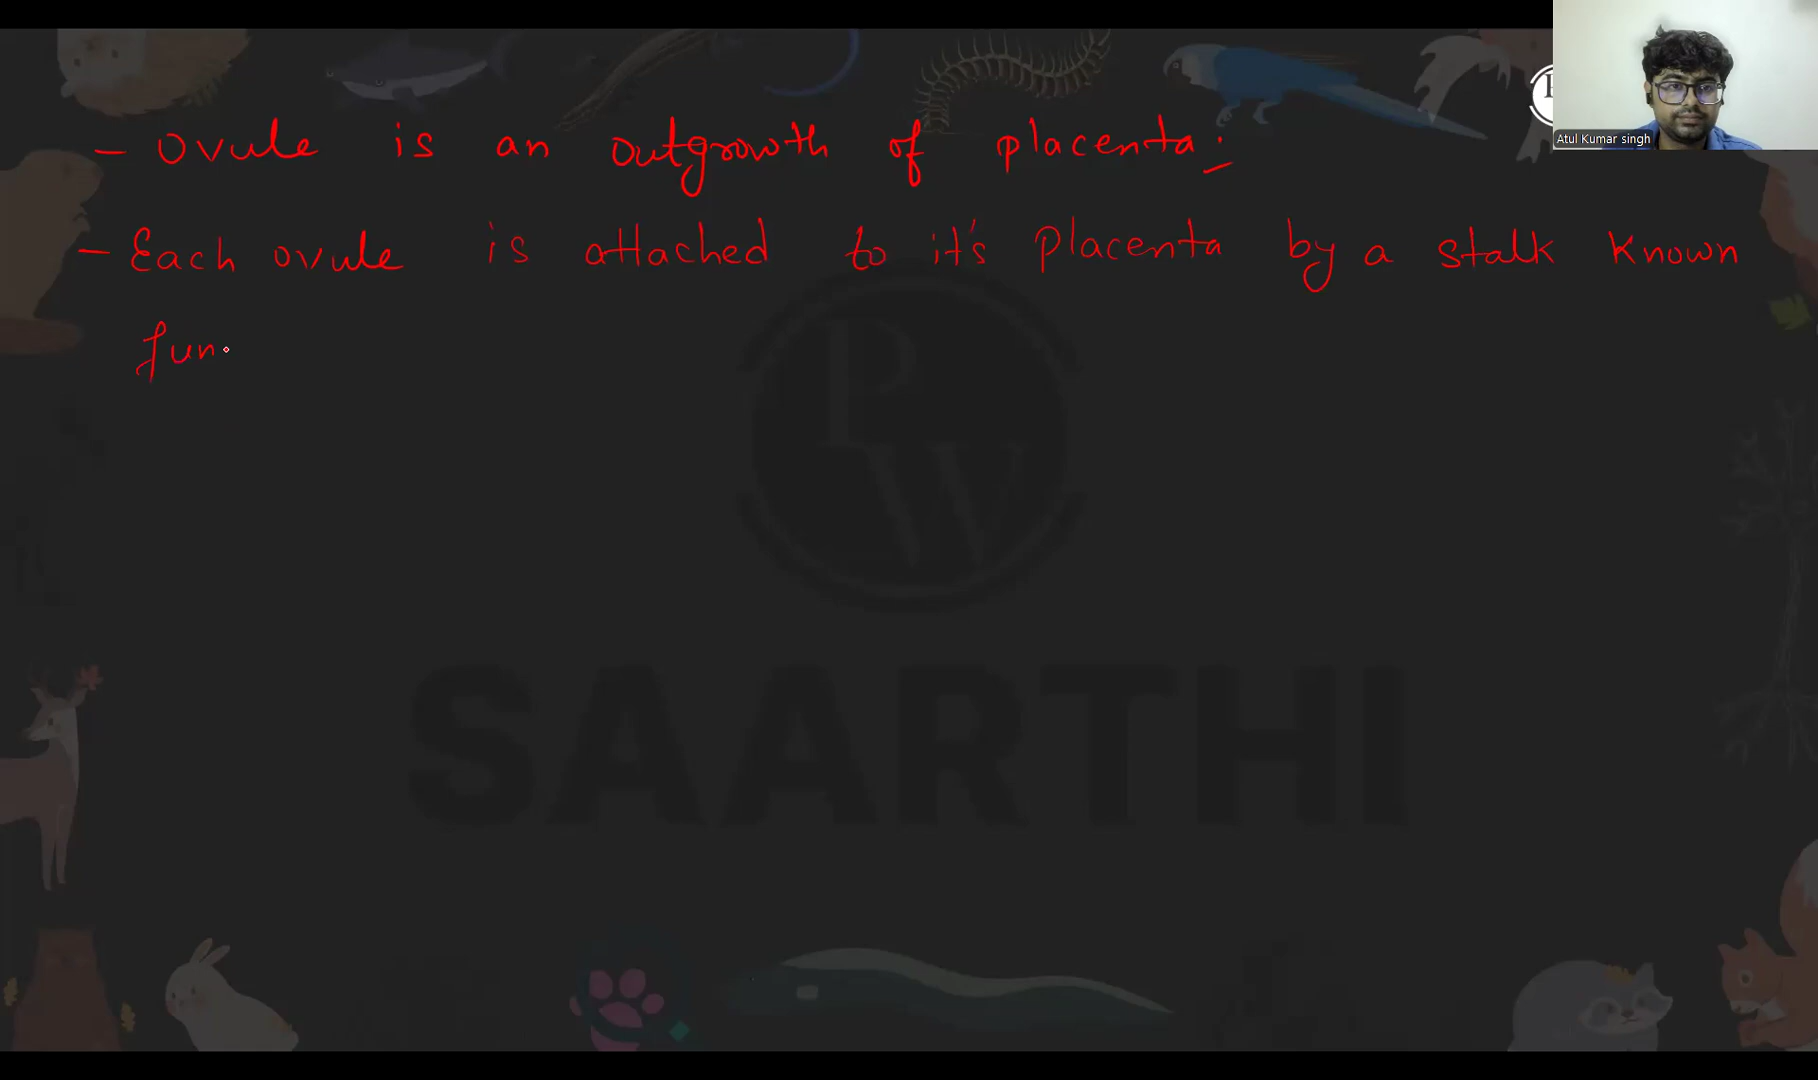 Atul Kumar singh
- Ovule is an outgrowth of placenta.
- Each ovule is attached to it's placenta by a stalk known
fun
PW
SAARTHI